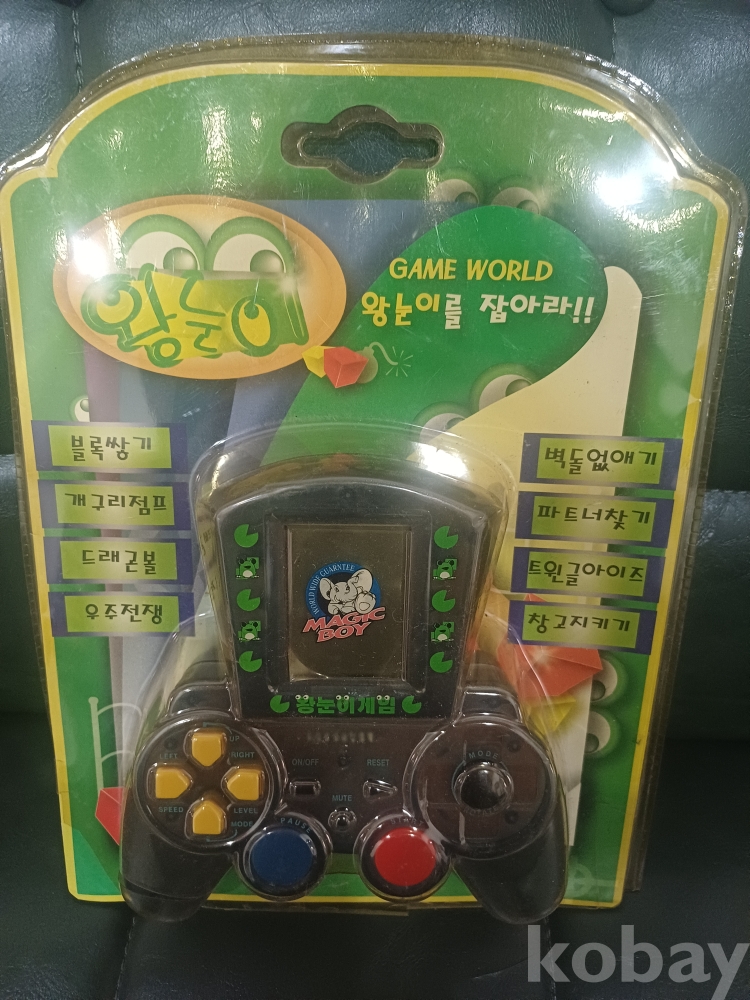 왕눈이
GAME WORLD
왕눈이를 잡아라!!
블록쌓기
개구리점프
드래곤볼
우주전쟁
벽돌없애기
파트너찾기
트윈글아이즈
창고지키기
WORLD WIDE GUARNTEE
MAGIC
BOY
왕눈이게임
UP
LEFT
RIGHT
SPEED
LEVEL
MODE
ON/OFF
RESET
MUTE
PAUSE
MODE
kobay